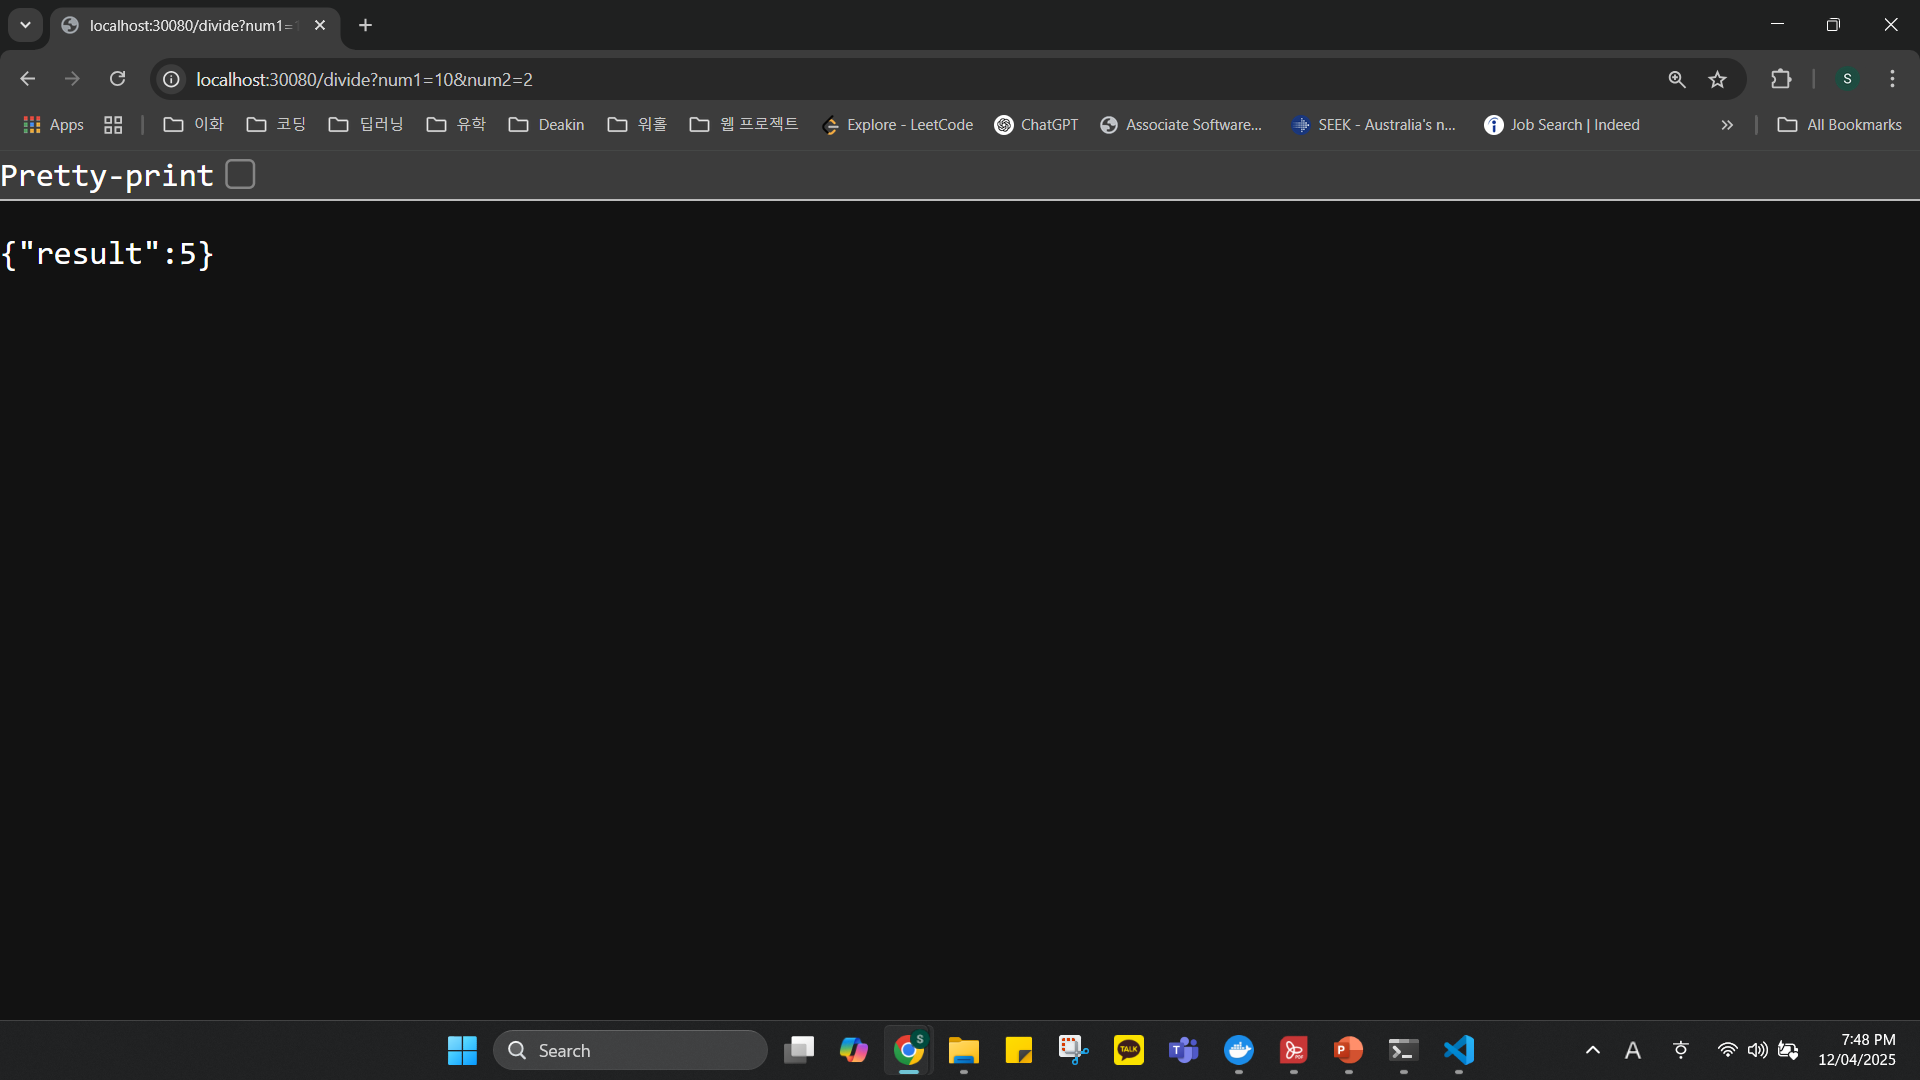 localhost:30080/divide?num1=
localhost:30080/divide?num1=10&num2=2
S
Apps
이화
코딩
딥러닝
유학
Deakin
워홀
웹 프로젝트
Explore - LeetCode
ChatGPT
Associate Software...
SEEK - Australia's n...
Job Search | Indeed
All Bookmarks
Pretty-print
{"result":5}
Search
S
TALK
T
PDF
P
A
7:48 PM
12/04/2025